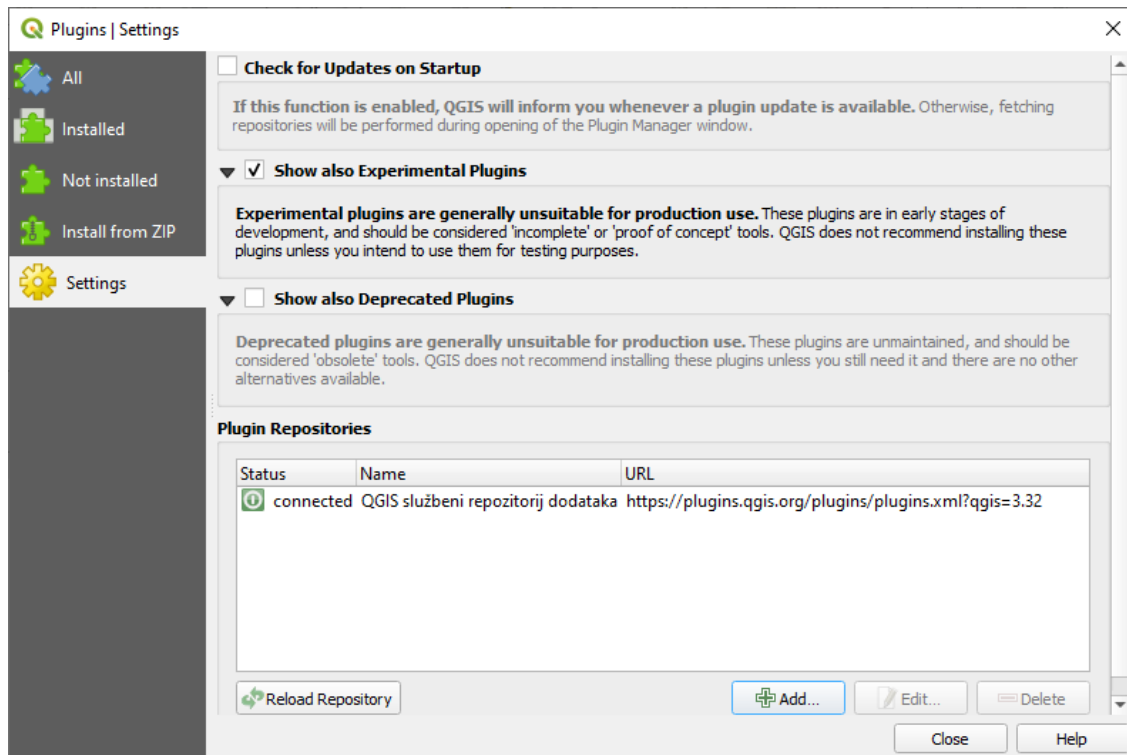 Plugins | Settings
All
Installed
Not installed
Install from ZIP
Settings
Check for Updates on Startup
If this function is enabled, QGIS will inform you whenever a plugin update is available. Otherwise, fetching
repositories will be performed during opening of the Plugin Manager window.
Show also Experimental Plugins
Experimental plugins are generally unsuitable for production use. These plugins are in early stages of
development, and should be considered 'incomplete' or 'proof of concept' tools. QGIS does not recommend installing these
plugins unless you intend to use them for testing purposes.
Show also Deprecated Plugins
Deprecated plugins are generally unsuitable for production use. These plugins are unmaintained, and should be
considered 'obsolete' tools. QGIS does not recommend installing these plugins unless you still need it and there are no other
alternatives available.
Plugin Repositories
Status Name URL
connected QGIS službeni repozitorij dodataka https://plugins.qgis.org/plugins/plugins.xml?qgis=3.32
Reload Repository Add... Edit... Delete
Close Help